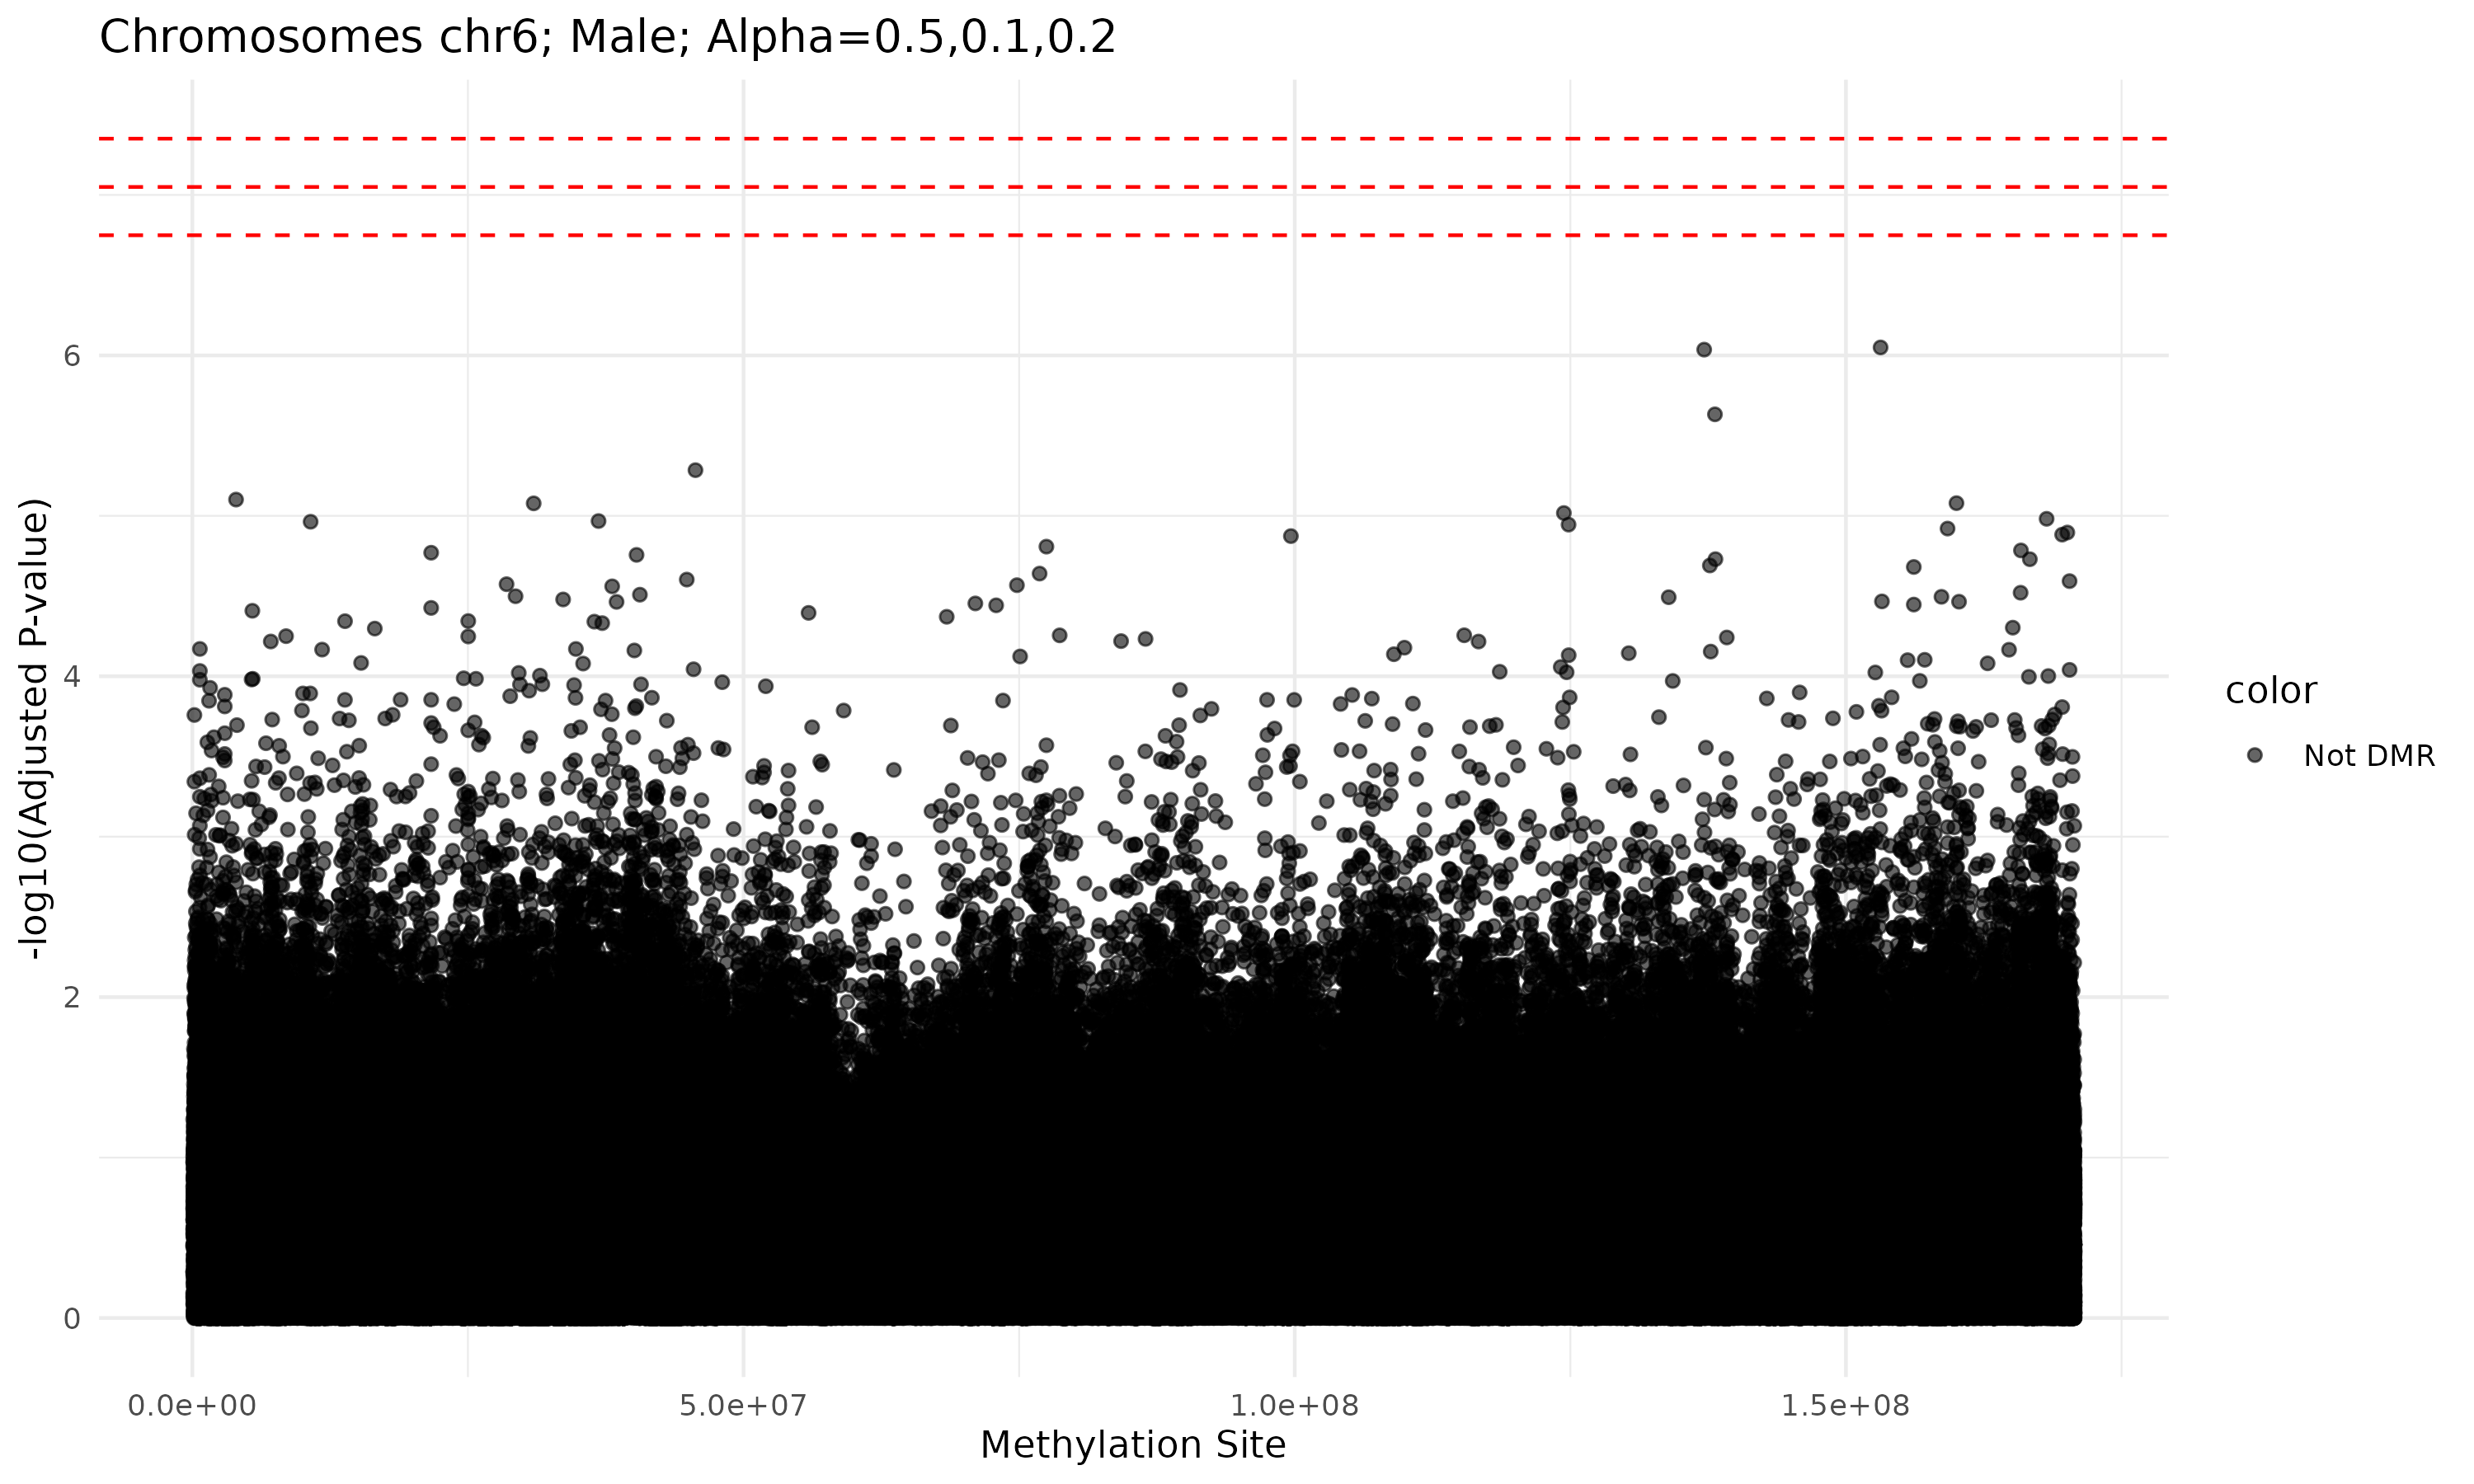 Chromosomes chr6; Male; Alpha=0.5,0.1,0.2
-log10(Adjusted P-value)
6
4
2
0
0.0e+00
5.0e+07
1.0e+08
1.5e+08
Methylation Site
color
Not DMR